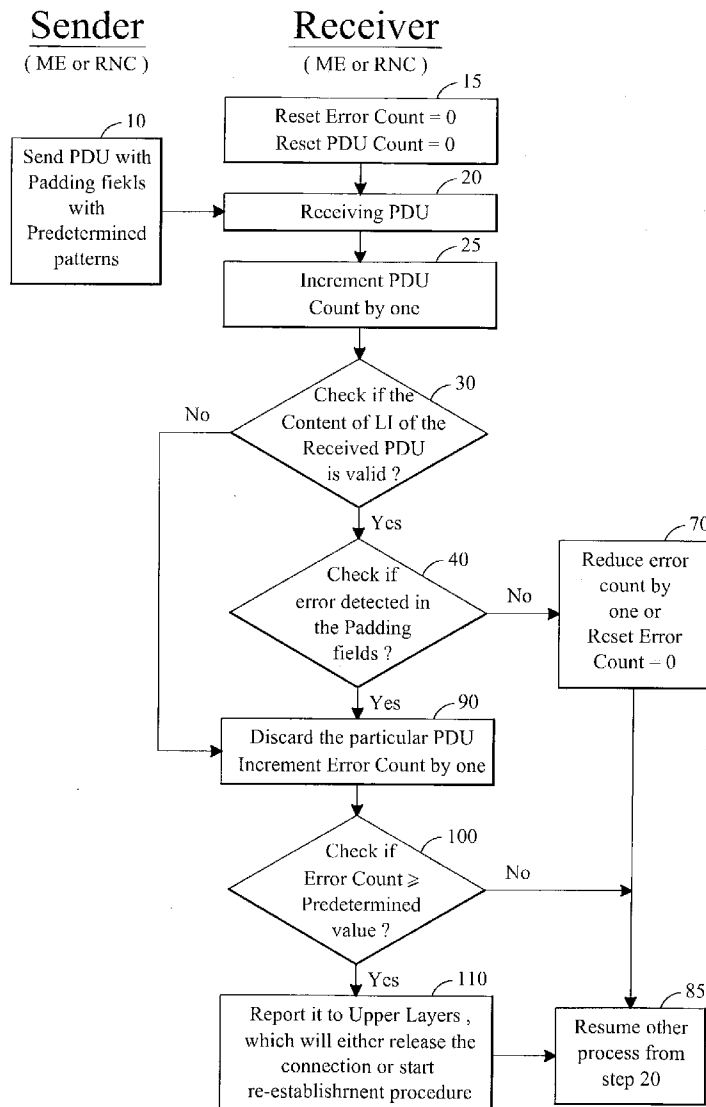 Sender
Receiver
( ME or RNC )
( ME or RNC )
15
Reset Error Count = 0
Reset PDU Count = 0
10
Send PDU with
Padding fiekls
with
Predetermined
patterns
20
Receiving PDU
25
Increment PDU
Count by one
30
Check if the
Content of LI of the
Received PDU
is valid ?
No
Yes
40
Check if
error detected in
the Padding
fields ?
No
70
Reduce error
count by
one or
Reset Error
Count = 0
Yes
90
Discard the particular PDU
Increment Error Count by one
100
Check if
Error Count ⩾
Predetermined
value ?
No
Yes
110
Report it to Upper Layers ,
which will either release the
connection or start
re-establishment procedure
85
Resume other
process from
step 20